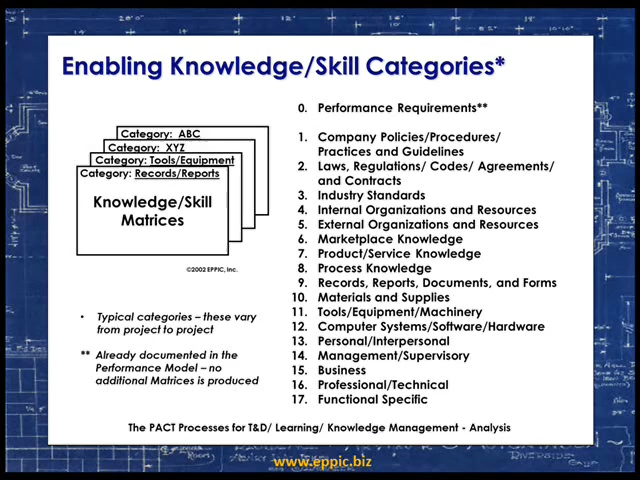 Enabling Knowledge/Skill Categories*
Category: ABC
Category: XYZ
Category: Tools/Equipment
Category: Records/Reports
Knowledge/Skill
Matrices
©2002 EPPIC, Inc.
• Typical categories – these vary
from project to project
** Already documented in the
Performance Model – no
additional Matrices is produced
0. Performance Requirements**
1. Company Policies/Procedures/
Practices and Guidelines
2. Laws, Regulations/ Codes/ Agreements/
and Contracts
3. Industry Standards
4. Internal Organizations and Resources
5. External Organizations and Resources
6. Marketplace Knowledge
7. Product/Service Knowledge
8. Process Knowledge
9. Records, Reports, Documents, and Forms
10. Materials and Supplies
11. Tools/Equipment/Machinery
12. Computer Systems/Software/Hardware
13. Personal/Interpersonal
14. Management/Supervisory
15. Business
16. Professional/Technical
17. Functional Specific
The PACT Processes for T&D/ Learning/ Knowledge Management - Analysis
www.eppic.biz